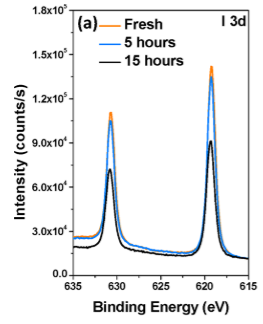 (a)
I 3d
Fresh
5 hours
15 hours
Intensity (counts/s)
1.8x10⁵
1.5x10⁵
1.2x10⁵
9.0x10⁴
6.0x10⁴
3.0x10⁴
0.0
635
630
625
620
615
Binding Energy (eV)